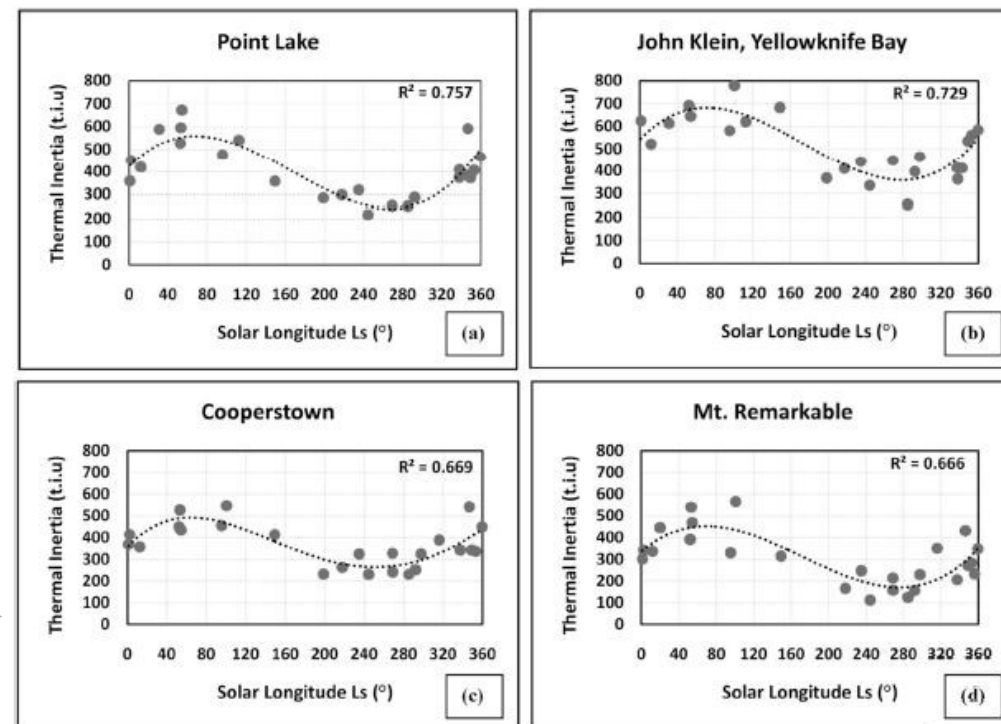 Point Lake
R² = 0.757
Thermal Inertia (t.i.u)
800
700
600
500
400
300
200
100
0
0 40 80 120 160 200 240 280 320 360
Solar Longitude Ls (°)
(a)
John Klein, Yellowknife Bay
R² = 0.729
Thermal Inertia (t.i.u)
800
700
600
500
400
300
200
100
0
0 40 80 120 160 200 240 280 320 360
Solar Longitude Ls (°)
(b)
Cooperstown
R² = 0.669
Thermal Inertia (t.i.u)
800
700
600
500
400
300
200
100
0
0 40 80 120 160 200 240 280 320 360
Solar Longitude Ls (°)
(c)
Mt. Remarkable
R² = 0.666
Thermal Inertia (t.i.u)
800
700
600
500
400
300
200
100
0
0 40 80 120 160 200 240 280 320 360
Solar Longitude Ls (°)
(d)